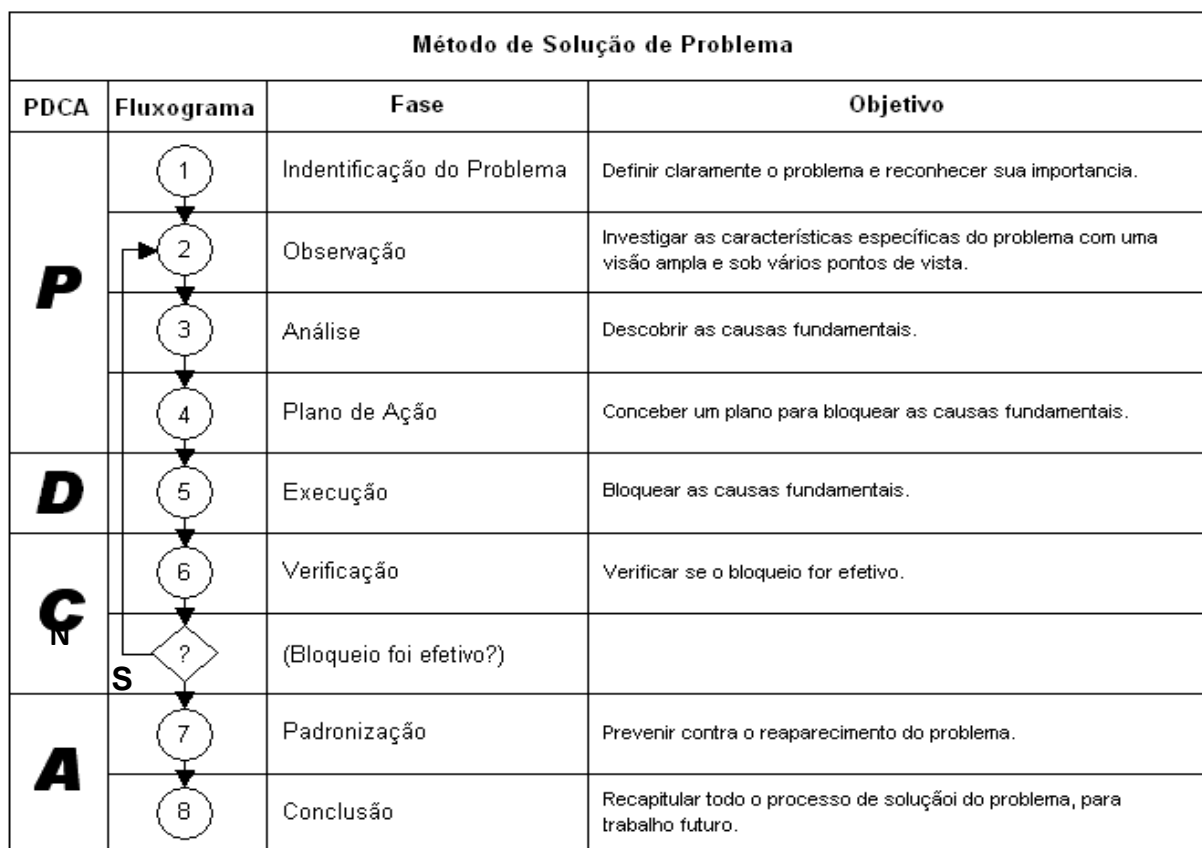 Método de Solução de Problema
PDCA Fluxograma Fase Objetivo
P
1 Indentificação do Problema Definir claramente o problema e reconhecer sua importancia.
2 Observação Investigar as características específicas do problema com uma
visão ampla e sob vários pontos de vista.
3 Análise Descobrir as causas fundamentais.
4 Plano de Ação Conceber um plano para bloquear as causas fundamentais.
D 5 Execução Bloquear as causas fundamentais.
C
6 Verificação Verificar se o bloqueio for efetivo.
N
? (Bloqueio foi efetivo?)
S
A
7 Padronização Prevenir contra o reaparecimento do problema.
8 Conclusão Recapitular todo o processo de soluçãoi do problema, para
trabalho futuro.